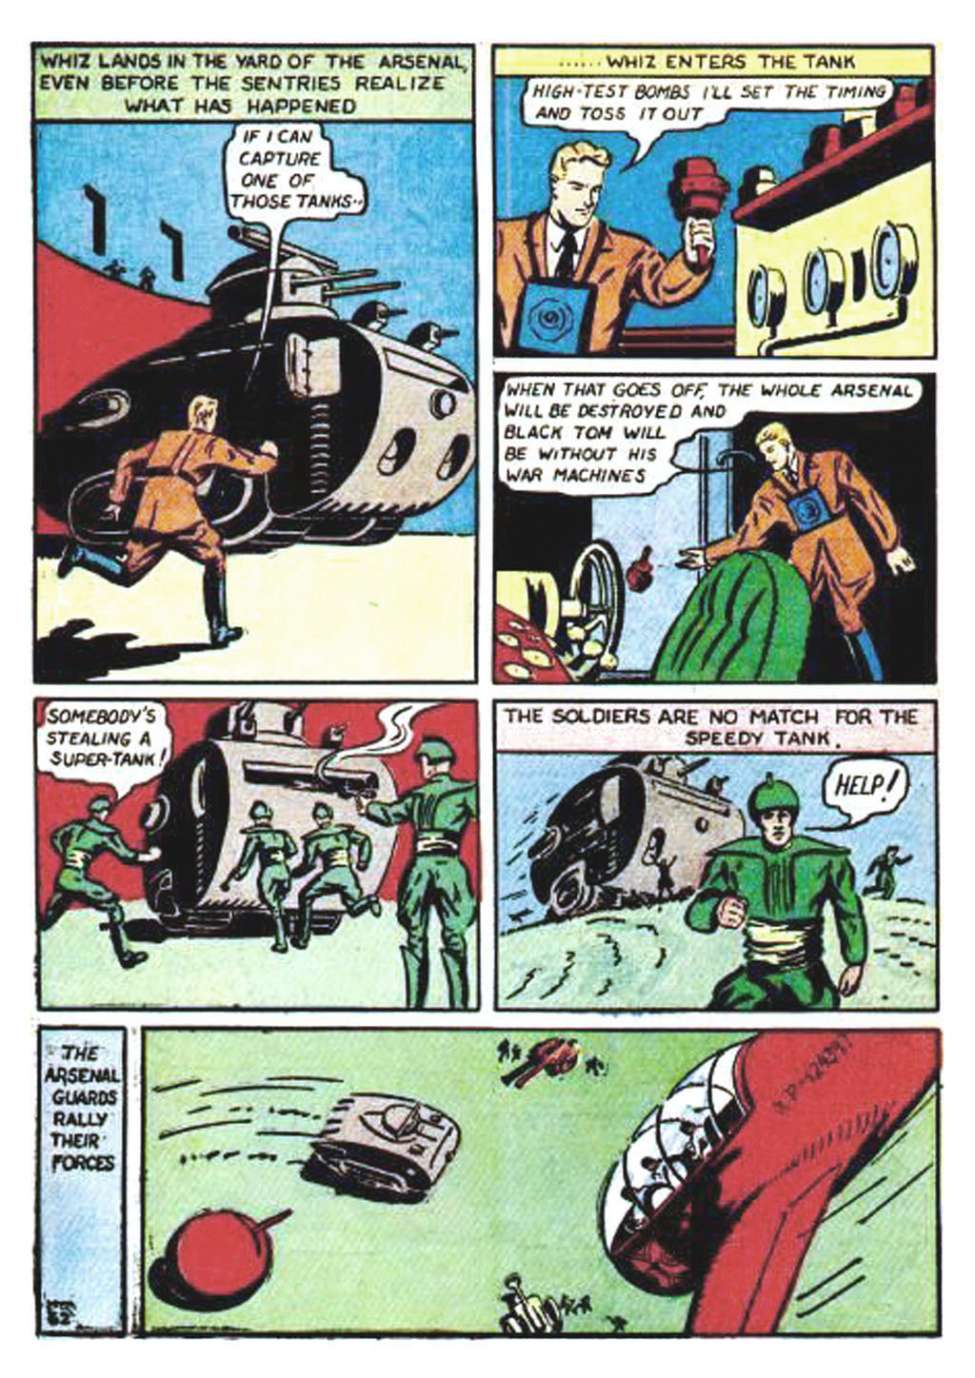 WHIZ LANDS IN THE YARD OF THE ARSENAL,
EVEN BEFORE THE SENTRIES REALIZE
WHAT HAS HAPPENED
IF I CAN
CAPTURE
ONE OF
THOSE TANKS..
......WHIZ ENTERS THE TANK
HIGH-TEST BOMBS I'LL SET THE TIMING
AND TOSS IT OUT
WHEN THAT GOES OFF, THE WHOLE ARSENAL
WILL BE DESTROYED AND
BLACK TOM WILL
BE WITHOUT HIS
WAR MACHINES
SOMEBODY'S
STEALING A
SUPER-TANK!
THE SOLDIERS ARE NO MATCH FOR THE
SPEEDY TANK.
HELP!
THE
ARSENAL
GUARDS
RALLY
THEIR
FORCES
62